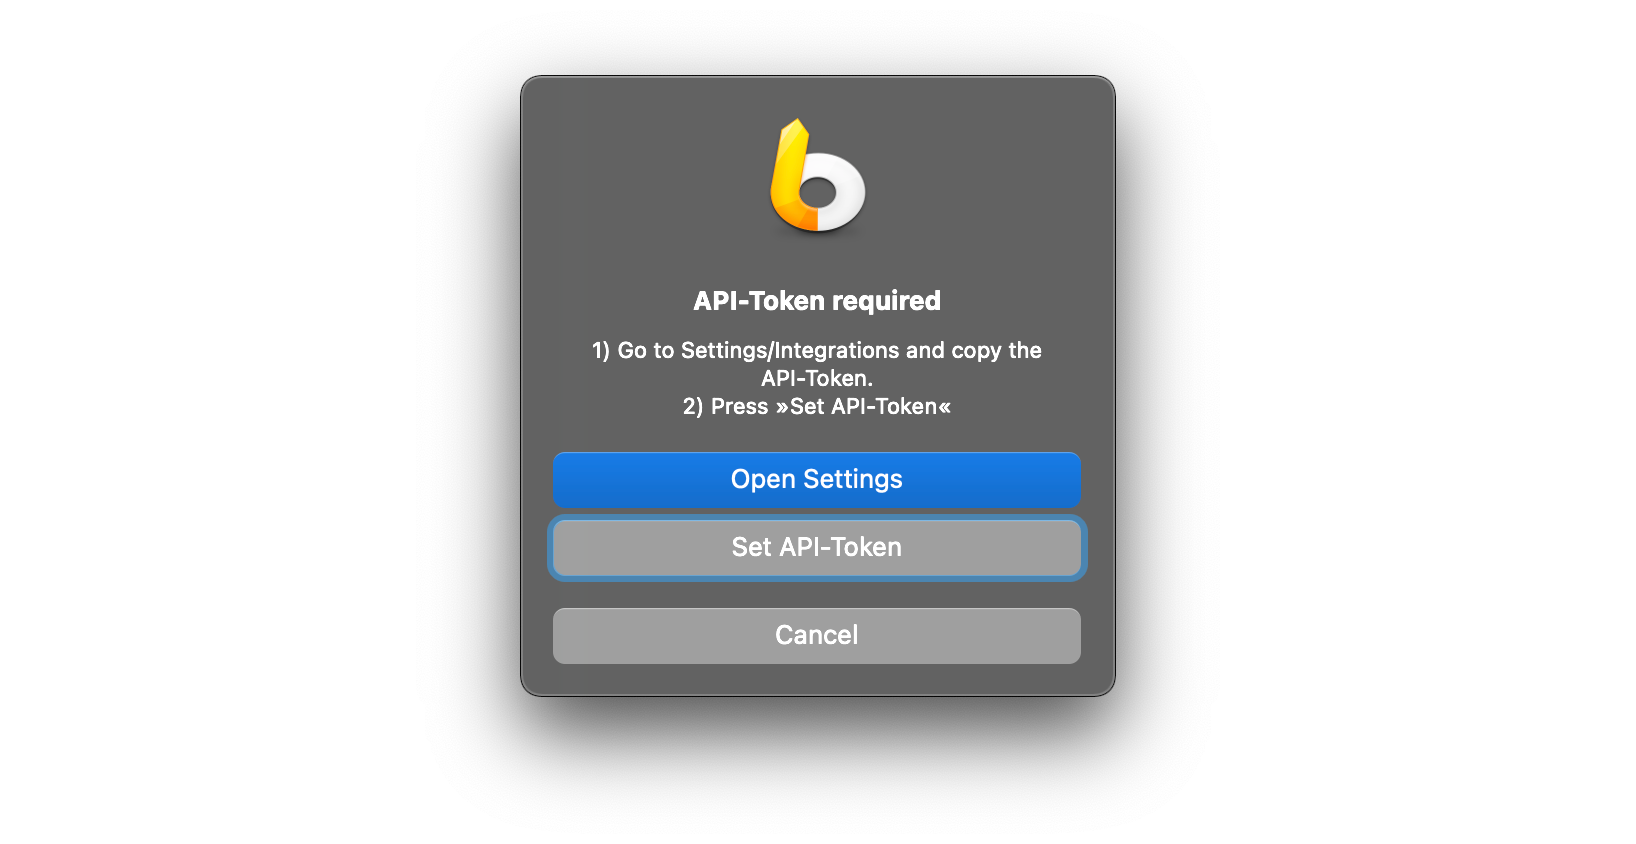 API-Token required
1) Go to Settings/Integrations and copy the
API-Token.
2) Press »Set API-Token«
Open Settings
Set API-Token
Cancel